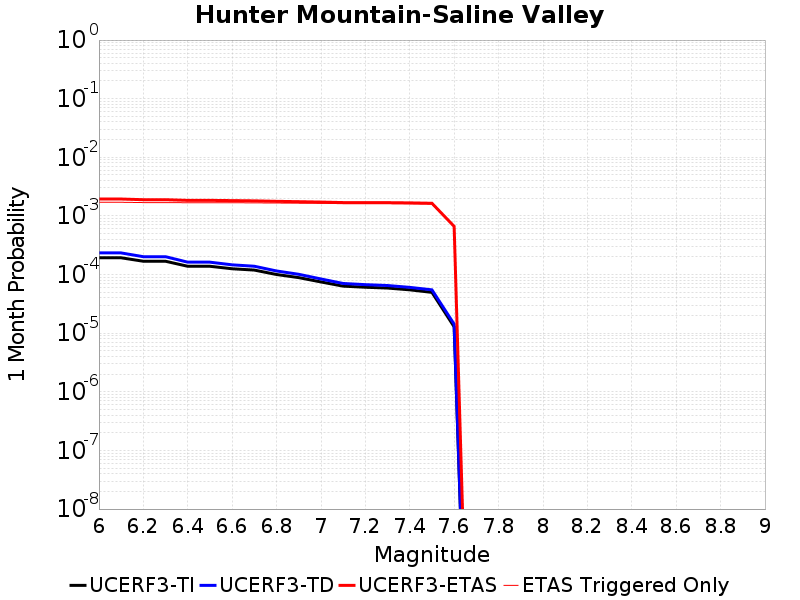 Hunter Mountain-Saline Valley
1 Month Probability
10^0
10^-1
10^-2
10^-3
10^-4
10^-5
10^-6
10^-7
10^-8
6 6.2 6.4 6.6 6.8 7 7.2 7.4 7.6 7.8 8 8.2 8.4 8.6 8.8 9
Magnitude
UCERF3-TI UCERF3-TD UCERF3-ETAS ETAS Triggered Only